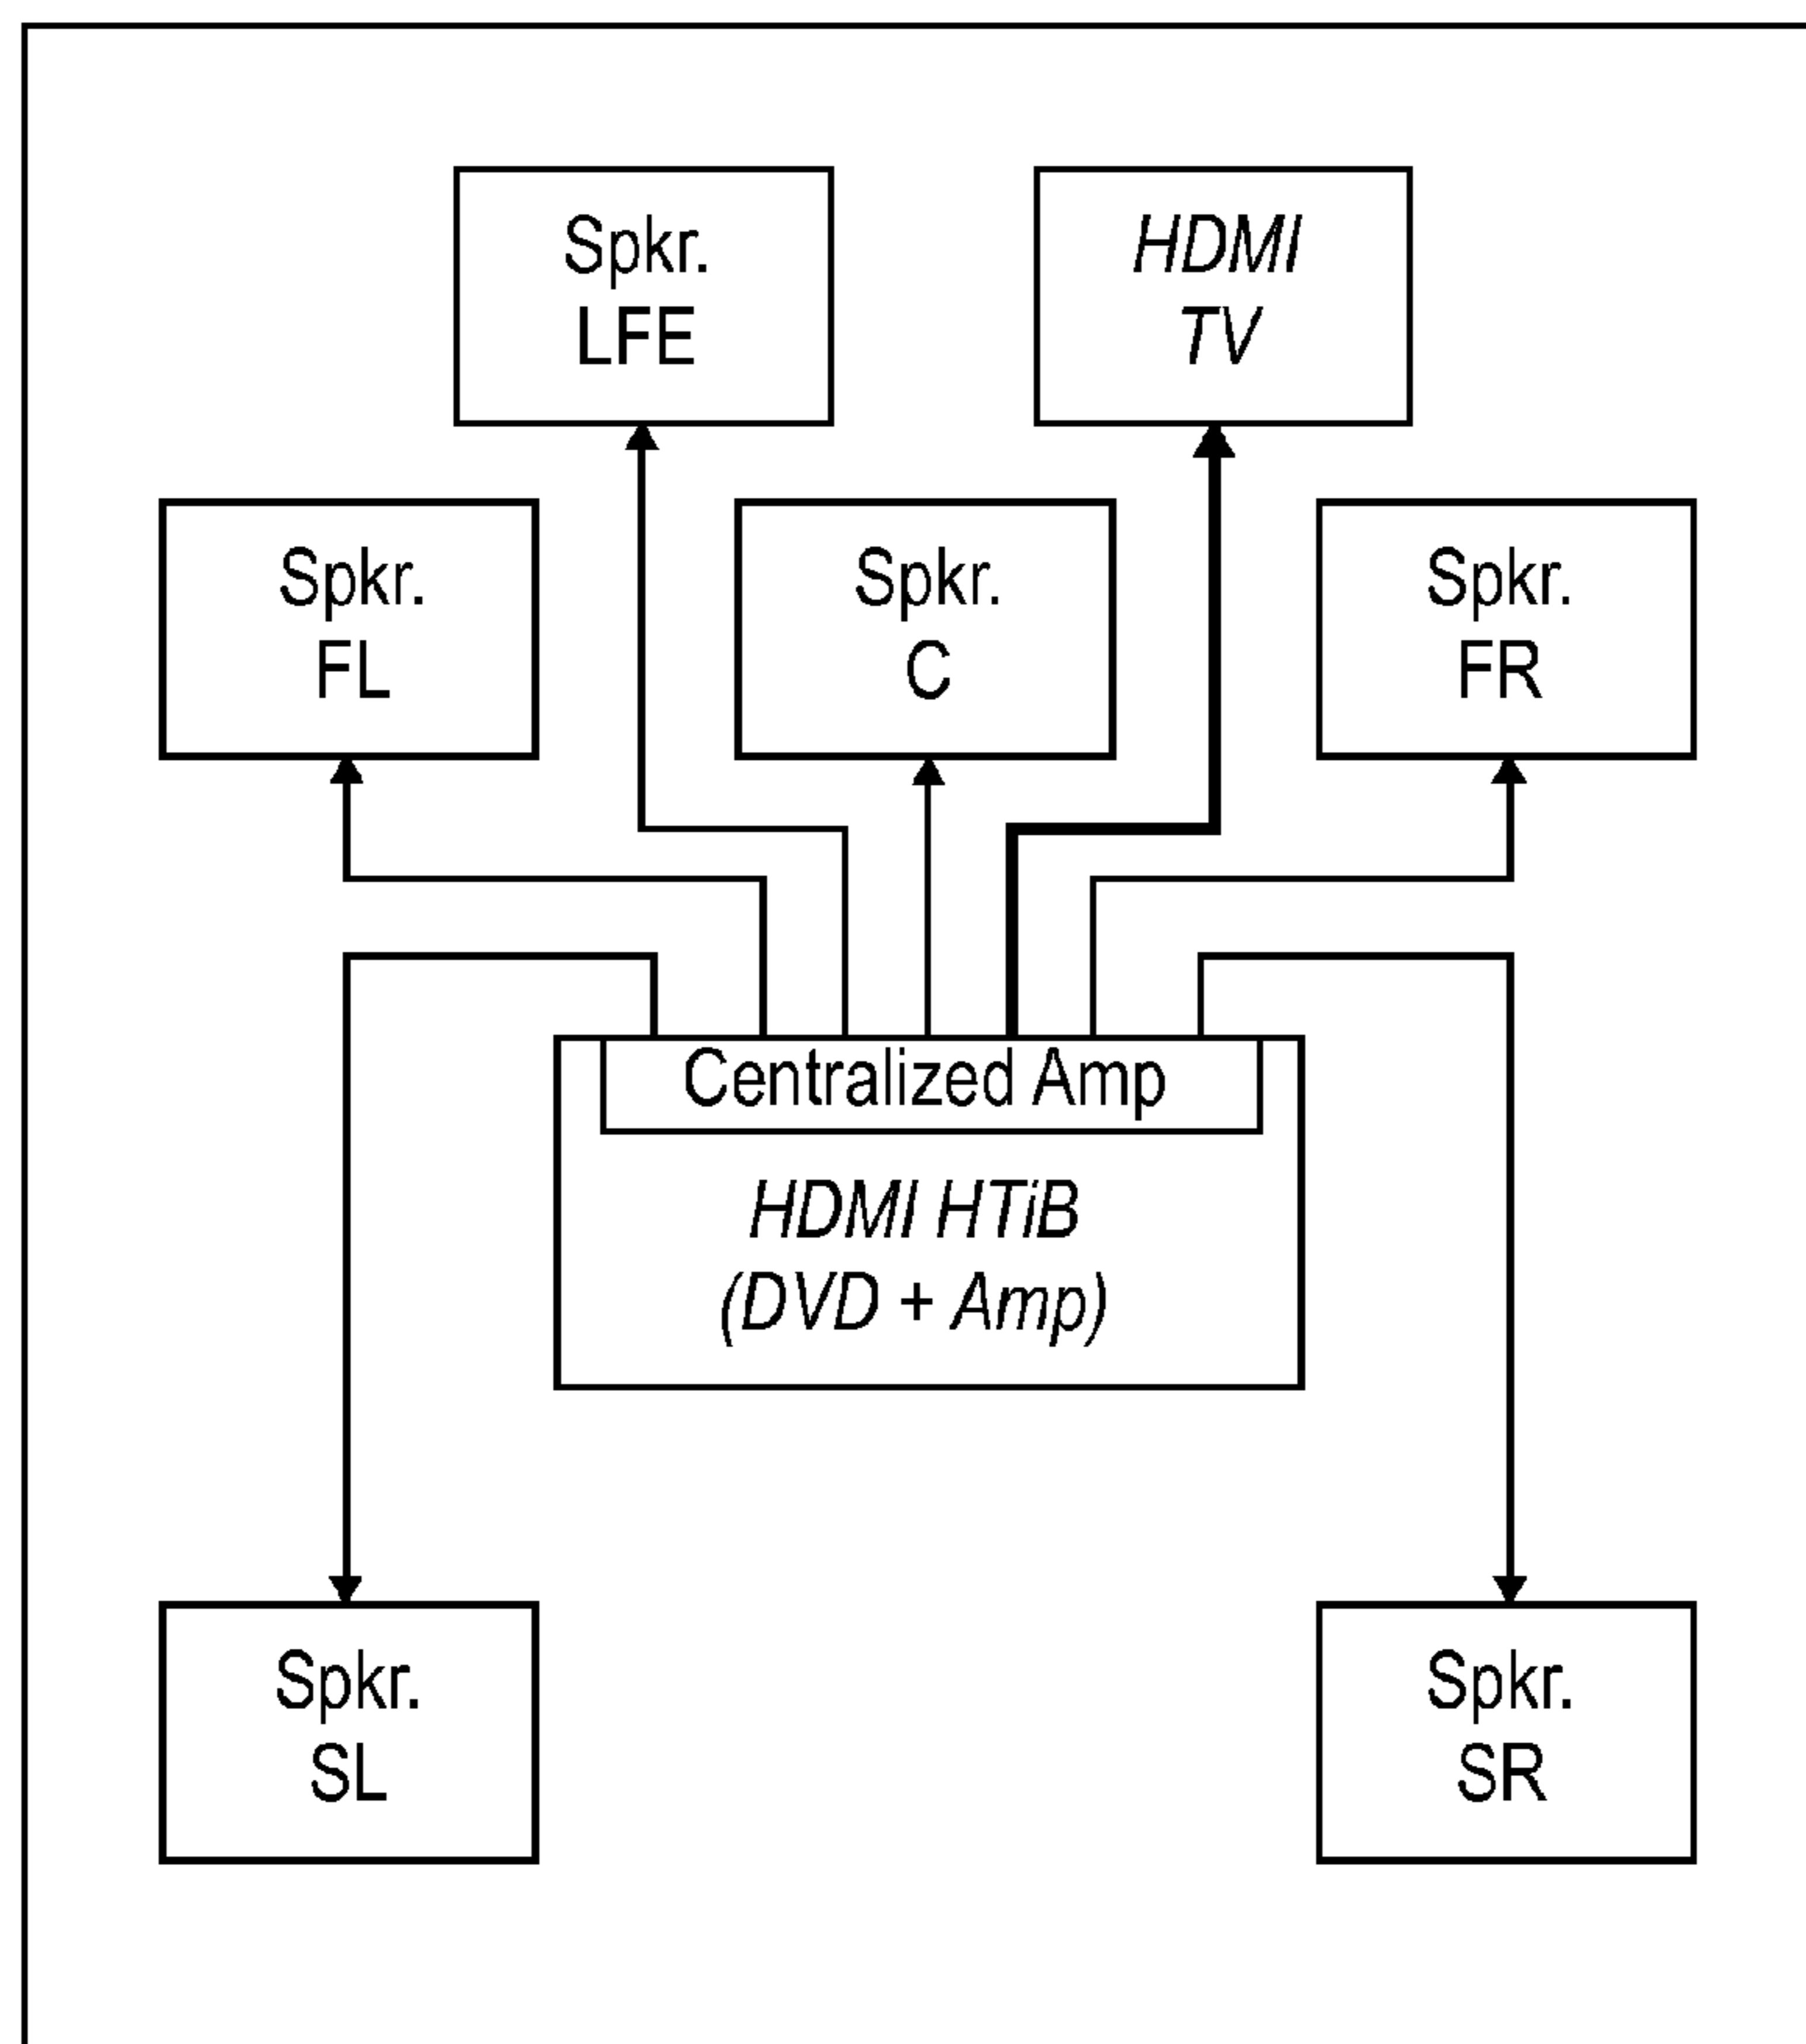 Spkr.
LFE
HDMI
TV
Spkr.
FL
Spkr.
C
Spkr.
FR
Centralized Amp
HDMI HTiB
(DVD + Amp)
Spkr.
SL
Spkr.
SR